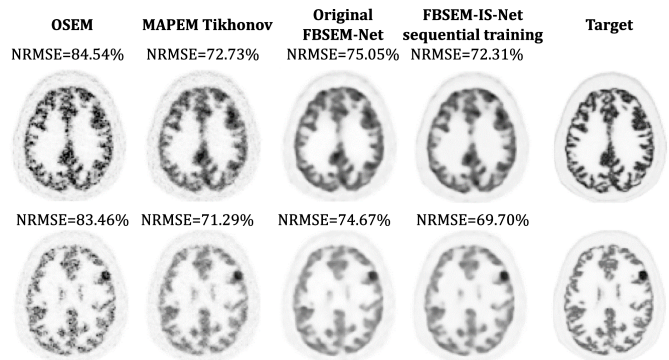 OSEM
MAPEM Tikhonov
Original
FBSEM-Net
FBSEM-IS-Net
sequential training
Target
NRMSE=84.54%
NRMSE=72.73%
NRMSE=75.05%
NRMSE=72.31%
NRMSE=83.46%
NRMSE=71.29%
NRMSE=74.67%
NRMSE=69.70%